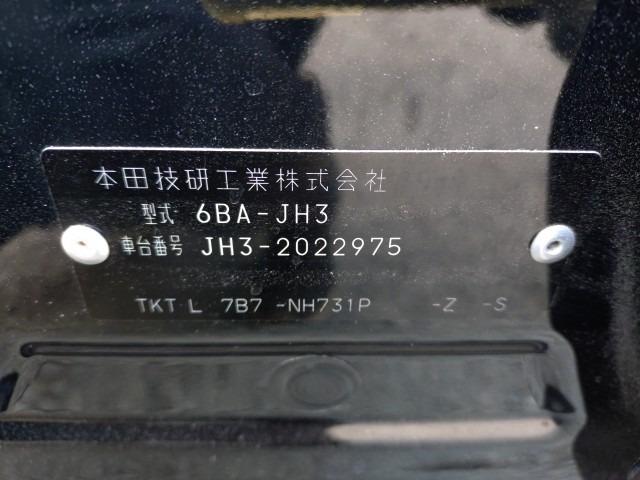 本田技研工業株式会社
型式 6BA-JH3
車台番号 JH3-2022975
TKT L 7B7 -NH731P -Z -S